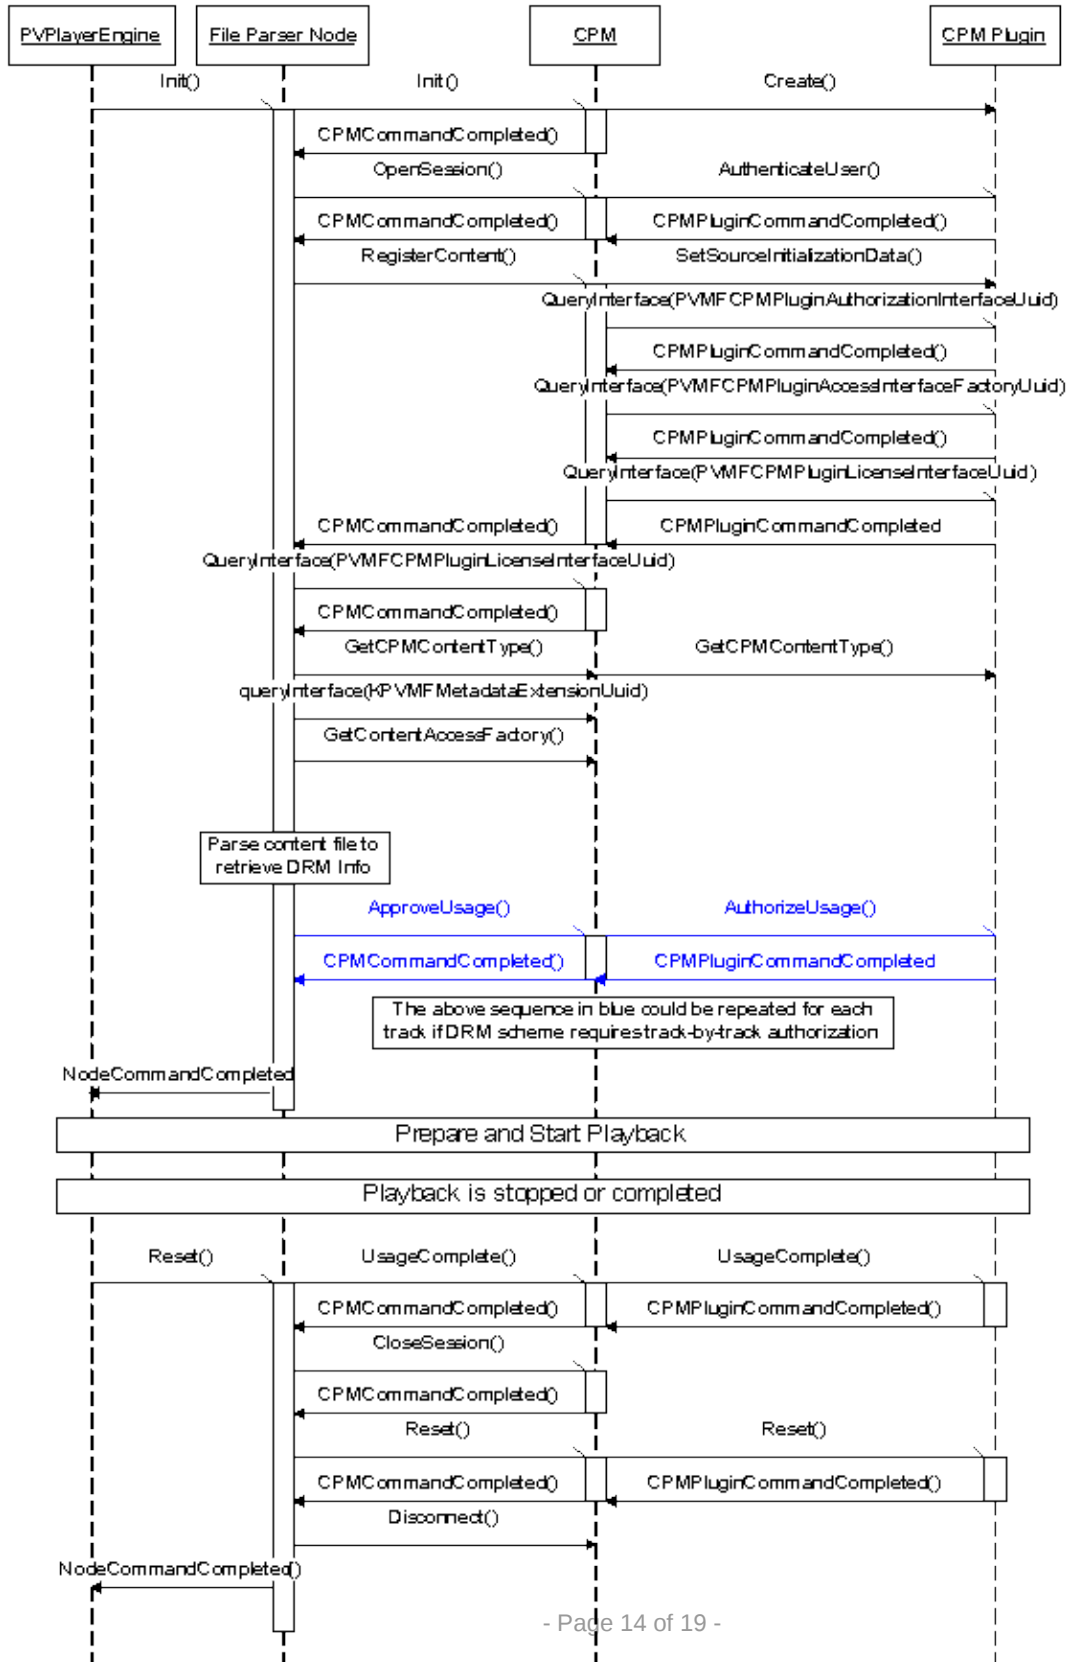 PVPlayerEngine File Parser Node CPM CPM Plugin
Init() Init() Create()
CPMCommandCompleted()
OpenSession() AuthenticateUser()
CPMCommandCompleted() CPMPluginCommandCompleted()
RegisterContent() SetSourceInitializationData()
QueryInterface(PVMFCPMPluginAuthorizationInterfaceUuid)
CPMPluginCommandCompleted()
QueryInterface(PVMFCPMPluginAccessInterfaceFactoryUuid)
CPMPluginCommandCompleted()
QueryInterface(PVMFCPMPluginLicenseInterfaceUuid)
CPMCommandCompleted() CPMPluginCommandCompleted
QueryInterface(PVMFCPMPluginLicenseInterfaceUuid)
CPMCommandCompleted()
GetCPMContentType() GetCPMContentType()
queryInterface(KPVMFMetadataExtensionUuid)
GetContentAccessFactory()
Parse content file to
retrieve DRM Info
ApproveUsage() AuthorizeUsage()
CPMCommandCompleted() CPMPluginCommandCompleted
The above sequence in blue could be repeated for each
track if DRM scheme requires track-by-track authorization
NodeCommandCompleted
Prepare and Start Playback
Playback is stopped or completed
Reset() UsageComplete() UsageComplete()
CPMCommandCompleted() CPMPluginCommandCompleted()
CloseSession()
CPMCommandCompleted()
Reset() Reset()
CPMCommandCompleted() CPMPluginCommandCompleted()
Disconnect()
NodeCommandCompleted()
- Page 14 of 19 -